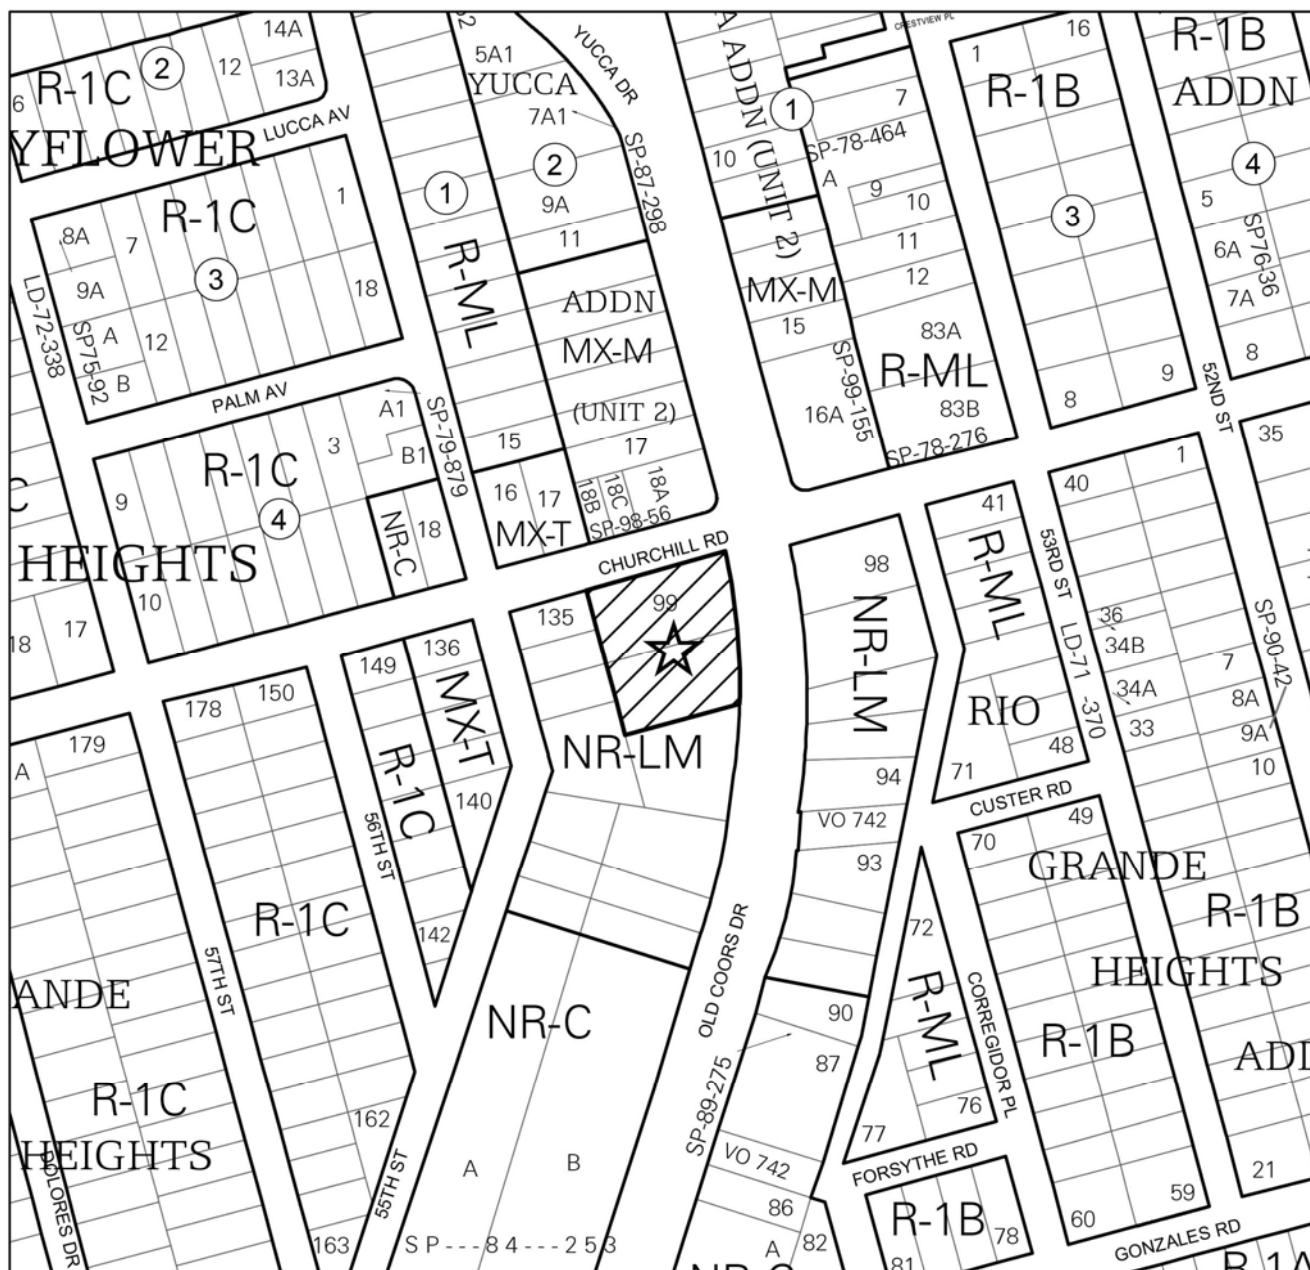 14A
52
CRESTVIEW PL
1
16
R-1B
2
12
13A
5A1
YUCCA DR
A ADDN (UNIT 2)
R-1C
6
YUCCA
1
7
R-1B
ADDN
LUCCA AV
7A1
SP-87-298
SP-78-464
YFLOWER
2
10
A
9
10
4
1
1
R-1C
9A
3
5
8A
7
11
11
6A
SP76-36
3
R-ML
12
LD-72-338
9A
18
ADDN
MX-M
7A
SP75-92
A
12
MX-M
15
83A
8
B
SP-99-155
R-ML
9
52ND ST
PALM AV
A1
SP-79-879
(UNIT 2)
16A
83B
8
3
B1
15
17
SP-78-276
35
R-1C
1
C
9
16
17
18B
18C
18A
40
4
NR-C
18
MX-T
SP-98-56
41
53RD ST
CHURCHILL RD
R-ML
HEIGHTS
98
10
135
99
NR-LM
36
SP-90-42
18
17
149
136
LD-71
-370
34B
7
150
MX-T
34A
8A
178
RIO
33
9A
179
R-1C
NR-LM
48
10
A
140
94
71
56TH ST
VO 742
CUSTER RD
93
70
49
GRANDE
R-1C
OLD COORS DR
R-1B
142
72
57TH ST
HEIGHTS
ANDE
R-ML
CORREGIDOR PL
NR-C
90
R-1B
ADD
SP-89-275
87
R-1C
162
76
77
HEIGHTS
DOLORES DR
55TH ST
A
B
VO 742
FORSYTHE RD
21
86
59
R-1B
60
163
SP---84---253
A
82
78
GONZALES RD
81
NR-C
R-1A